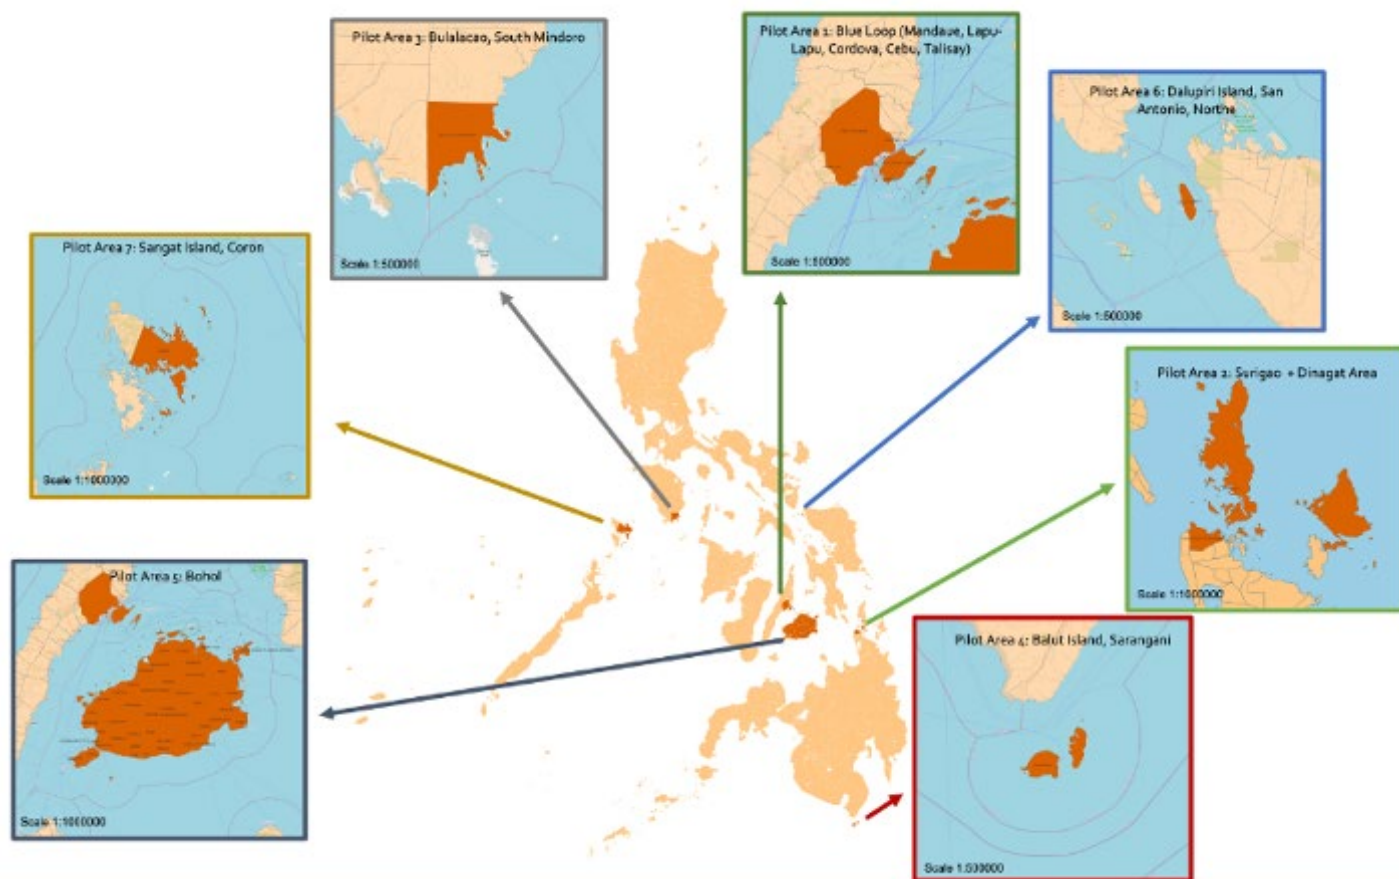 Pilot Area 3: Bulalacao, South Mindoro
Scale 1:500000
Pilot Area 1: Blue Loop (Mandaue, Lapu-
Lapu, Cordova, Cebu, Talisay)
Scale 1:500000
Pilot Area 6: Dalupiri Island, San
Antonio, Northe
Scale 1:500000
Pilot Area 7: Sangat Island, Coron
Scale 1:1000000
Pilot Area 2: Surigao + Dinagat Area
Scale 1:1000000
Pilot Area 5: Bohol
Scale 1:1000000
Pilot Area 4: Balut Island, Sarangani
Scale 1:500000